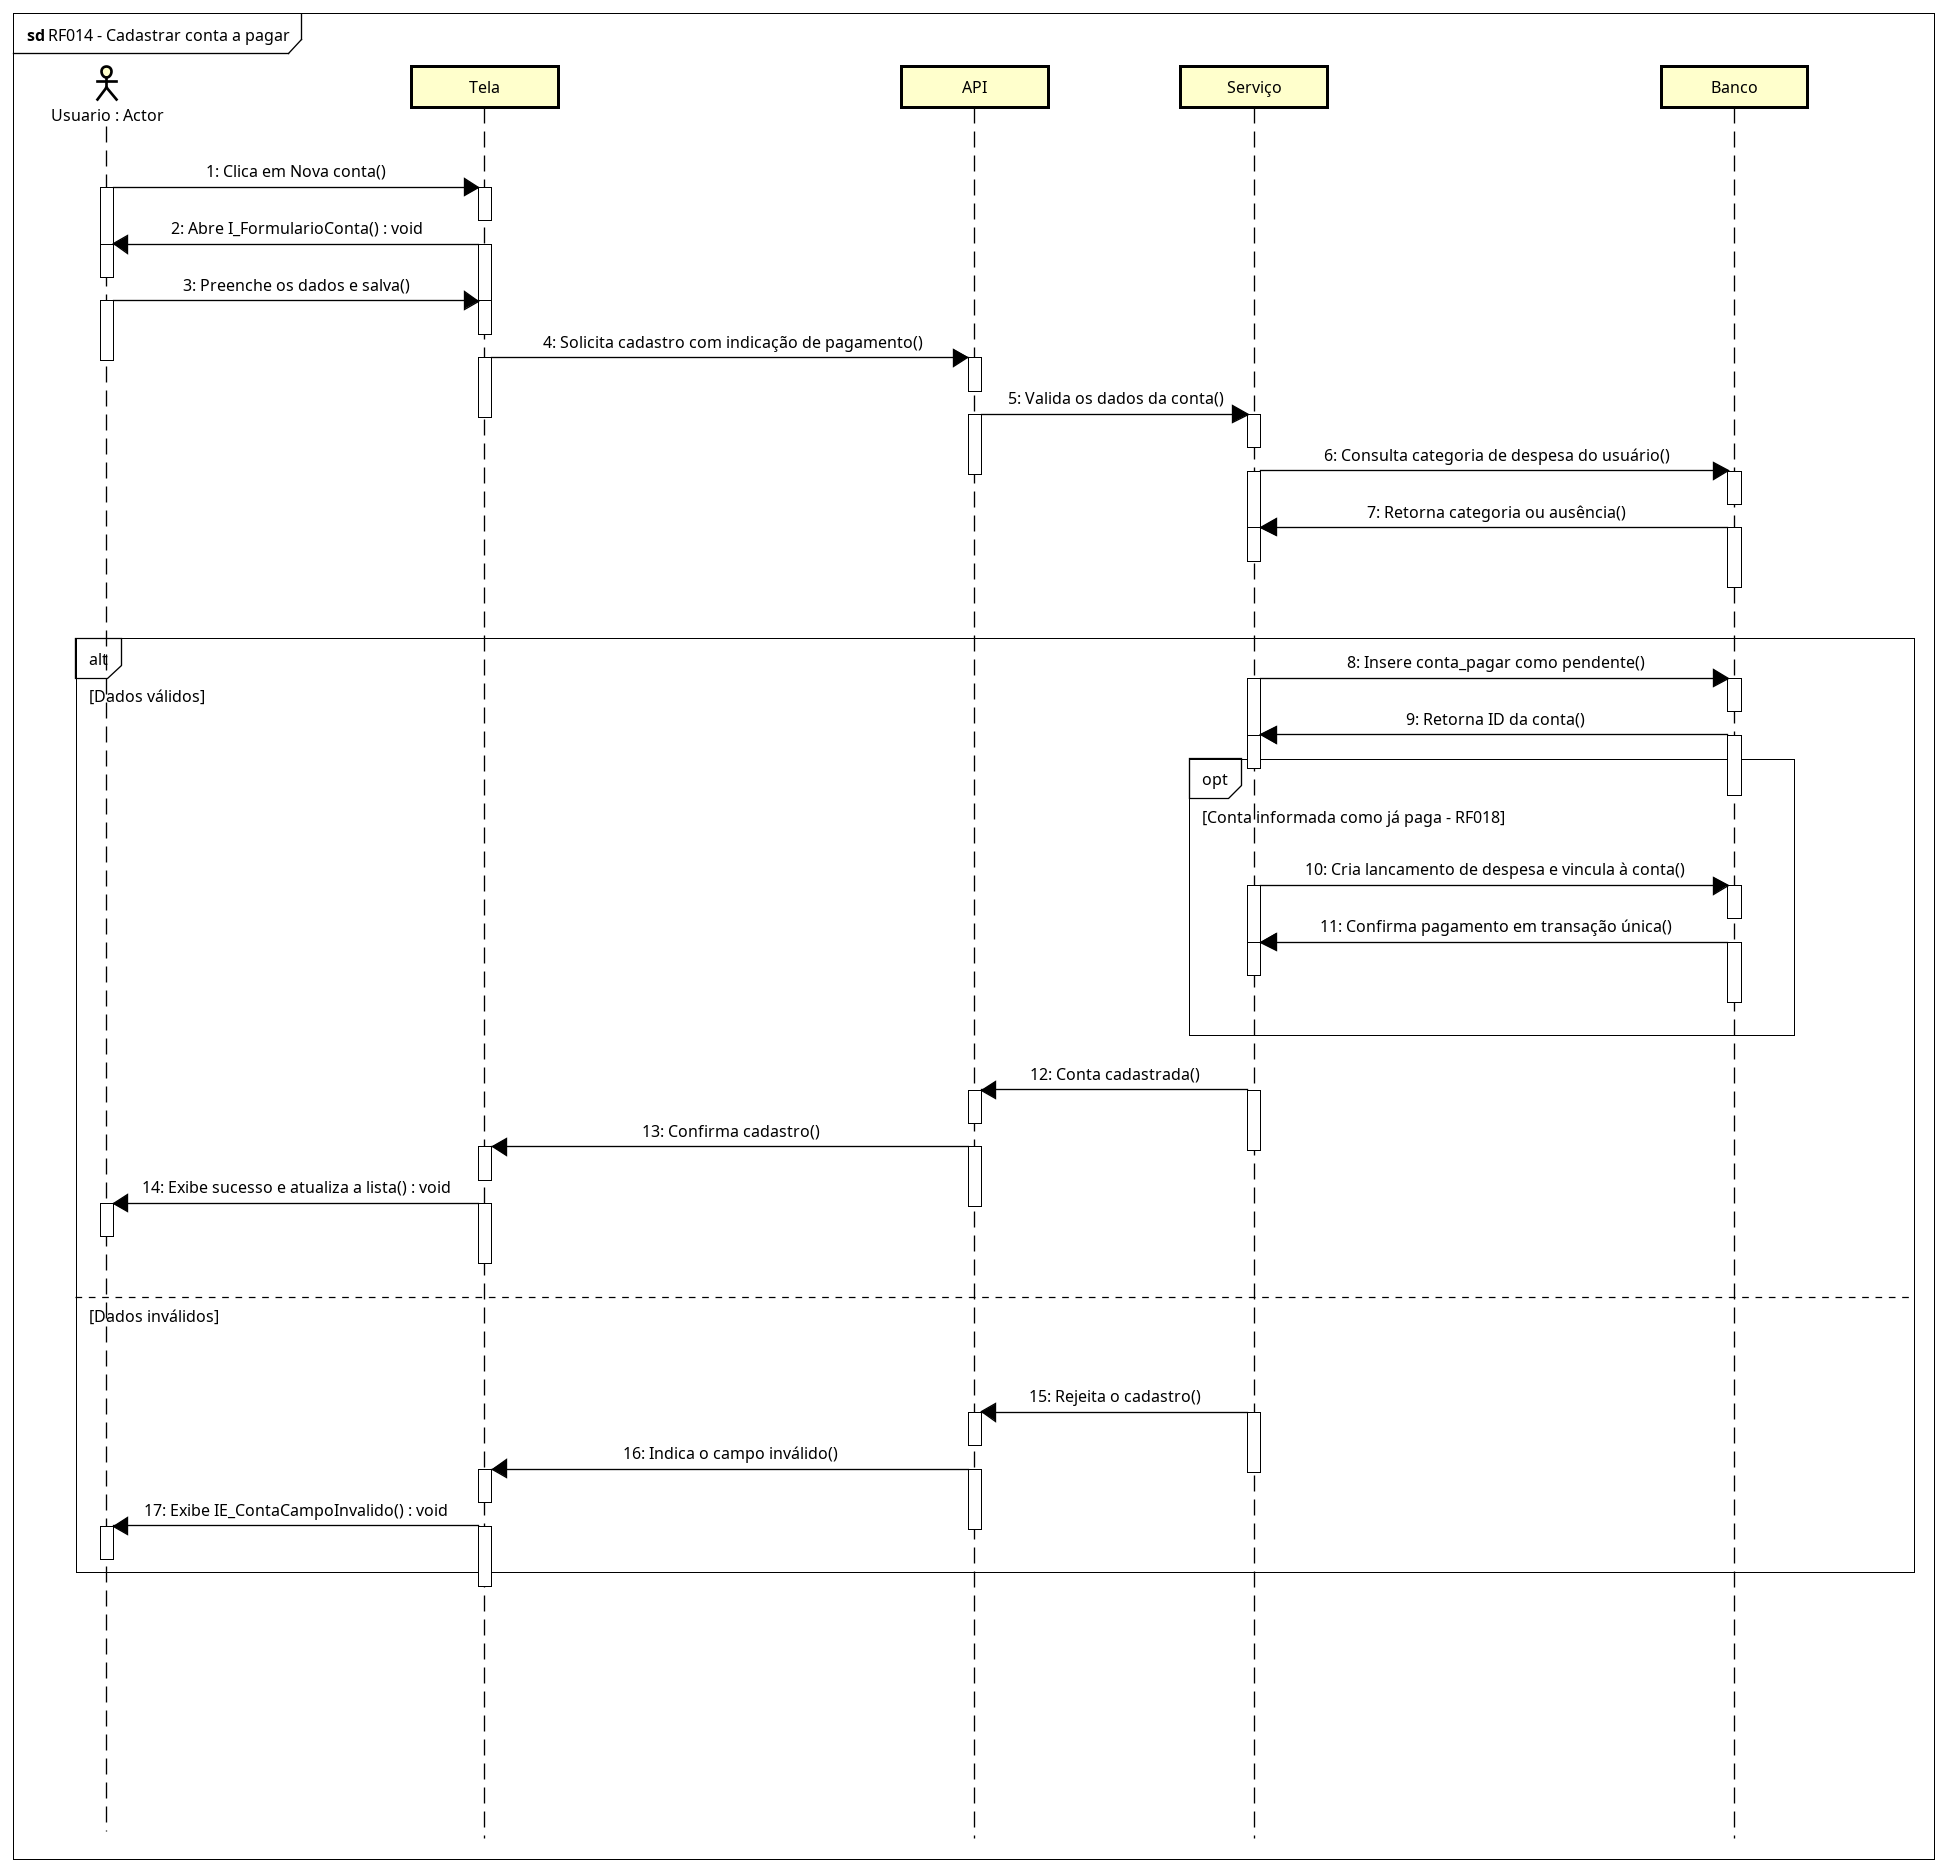 sd RF014 - Cadastrar conta a pagar
Usuario : Actor
Tela
API
Serviço
Banco
1: Clica em Nova conta()
2: Abre I_FormularioConta() : void
3: Preenche os dados e salva()
4: Solicita cadastro com indicação de pagamento()
5: Valida os dados da conta()
6: Consulta categoria de despesa do usuário()
7: Retorna categoria ou ausência()
alt
8: Insere conta_pagar como pendente()
[Dados válidos]
9: Retorna ID da conta()
opt
[Conta informada como já paga - RF018]
10: Cria lancamento de despesa e vincula à conta()
11: Confirma pagamento em transação única()
12: Conta cadastrada()
13: Confirma cadastro()
14: Exibe sucesso e atualiza a lista() : void
[Dados inválidos]
15: Rejeita o cadastro()
16: Indica o campo inválido()
17: Exibe IE_ContaCampoInvalido() : void